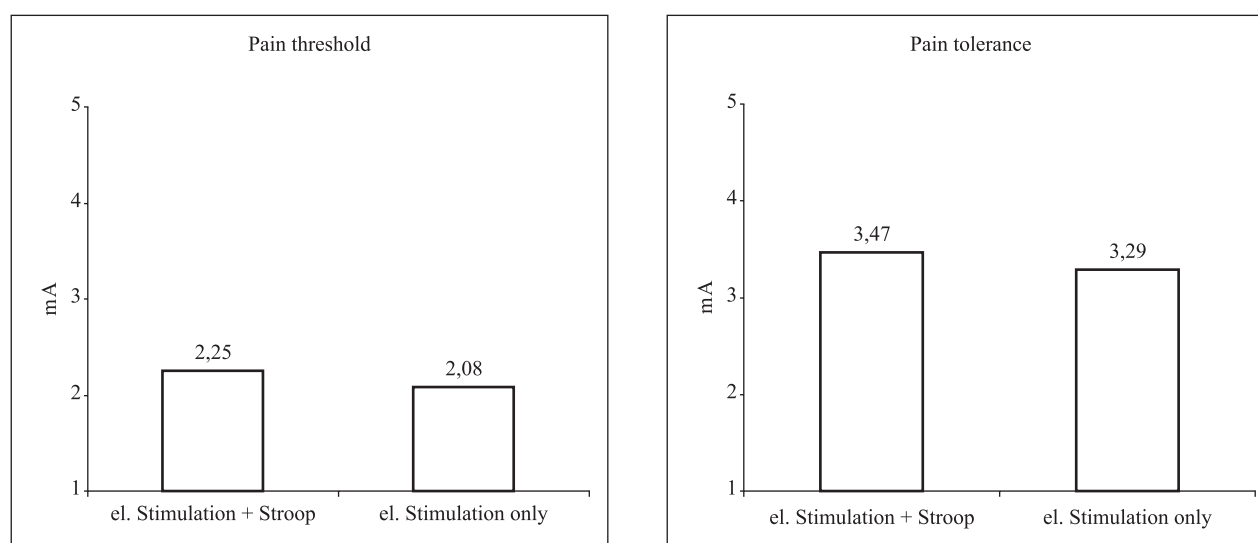 Pain threshold
5
4
3
2
1
mA
2,25
2,08
el. Stimulation + Stroop
el. Stimulation only
Pain tolerance
5
4
3
2
1
mA
3,47
3,29
el. Stimulation + Stroop
el. Stimulation only